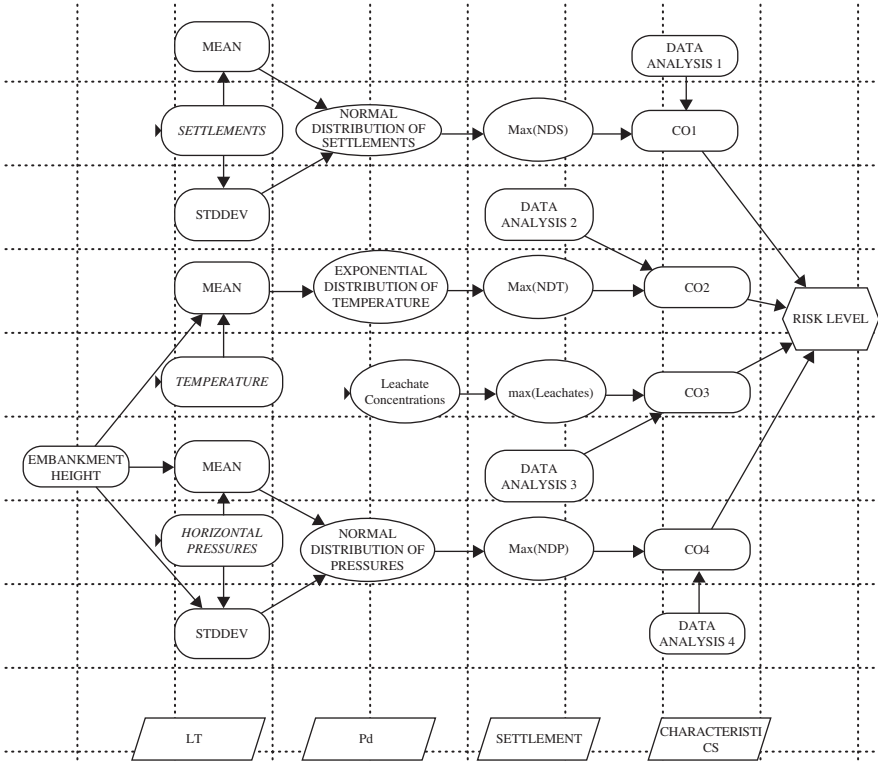 MEAN
DATA
ANALYSIS 1
SETTLEMENTS
NORMAL
DISTRIBUTION OF
SETTLEMENTS
Max(NDS)
CO1
STDDEV
DATA
ANALYSIS 2
MEAN
EXPONENTIAL
DISTRIBUTION OF
TEMPERATURE
Max(NDT)
CO2
RISK LEVEL
TEMPERATURE
Leachate
Concentrations
max(Leachates)
CO3
EMBANKMENT
HEIGHT
MEAN
DATA
ANALYSIS 3
HORIZONTAL
PRESSURES
NORMAL
DISTRIBUTION OF
PRESSURES
Max(NDP)
CO4
STDDEV
DATA
ANALYSIS 4
LT
Pd
SETTLEMENT
CHARACTERISTI
CS